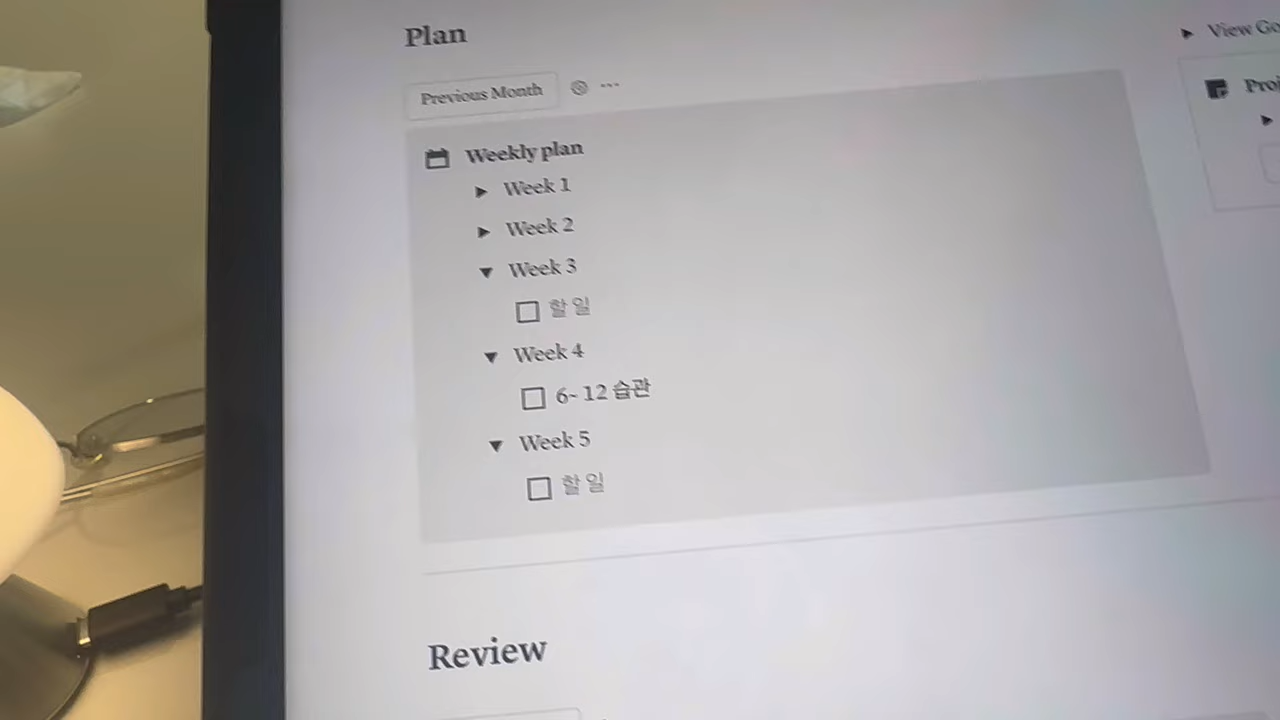 Plan
Previous Month
Weekly plan
Week 1
Week 2
Week 3
할 일
Week 4
6~ 12 습관
Week 5
할 일
Review
View